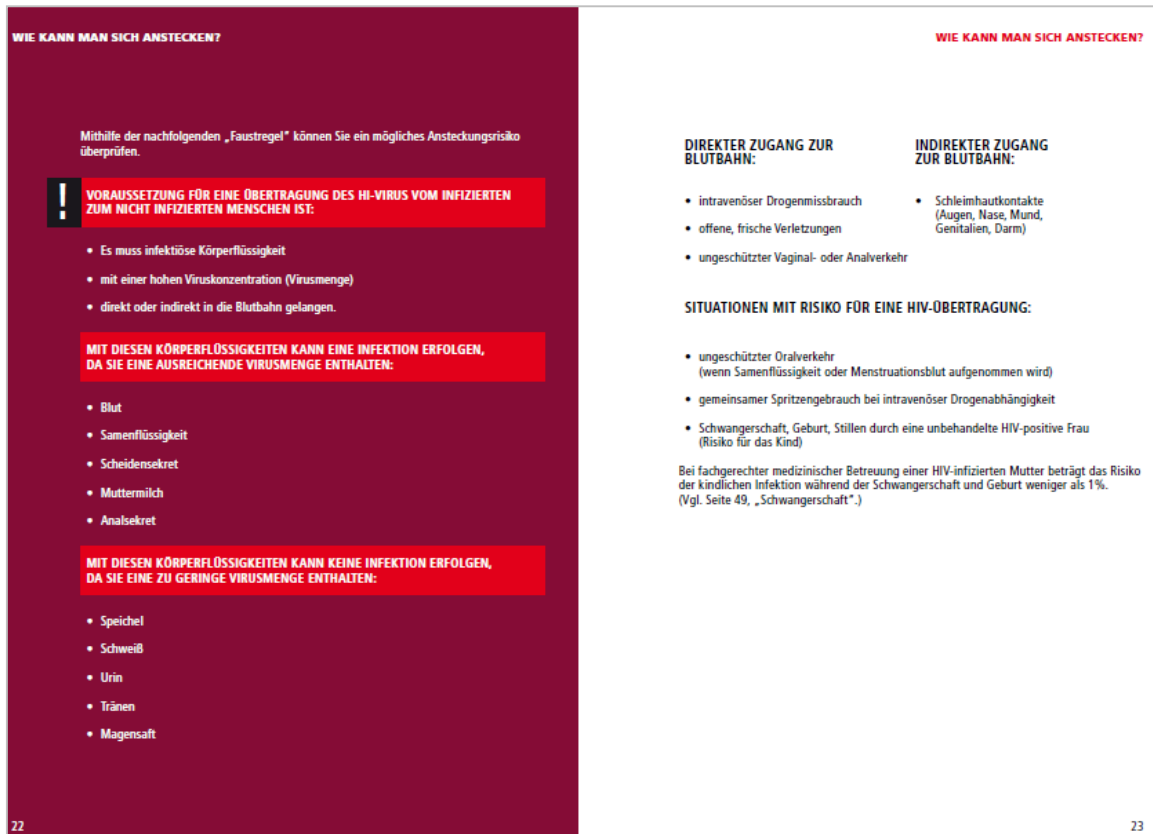 WIE KANN MAN SICH ANSTECKEN?
Mithilfe der nachfolgenden „Faustregel" können Sie ein mögliches Ansteckungsrisiko
überprüfen.
!
VORAUSSETZUNG FÜR EINE ÜBERTRAGUNG DES HI-VIRUS VOM INFIZIERTEN
ZUM NICHT INFIZIERTEN MENSCHEN IST:
• Es muss infektiöse Körperflüssigkeit
• mit einer hohen Viruskonzentration (Virusmenge)
• direkt oder indirekt in die Blutbahn gelangen.
MIT DIESEN KÖRPERFLÜSSIGKEITEN KANN EINE INFEKTION ERFOLGEN,
DA SIE EINE AUSREICHENDE VIRUSMENGE ENTHALTEN:
• Blut
• Samenflüssigkeit
• Scheidensekret
• Muttermilch
• Analsekret
MIT DIESEN KÖRPERFLÜSSIGKEITEN KANN KEINE INFEKTION ERFOLGEN,
DA SIE EINE ZU GERINGE VIRUSMENGE ENTHALTEN:
• Speichel
• Schweiß
• Urin
• Tränen
• Magensaft
22
WIE KANN MAN SICH ANSTECKEN?
DIREKTER ZUGANG ZUR
BLUTBAHN:
• intravenöser Drogenmissbrauch
• offene, frische Verletzungen
• ungeschützter Vaginal- oder Analverkehr
INDIREKTER ZUGANG
ZUR BLUTBAHN:
• Schleimhautkontakte
(Augen, Nase, Mund,
Genitalien, Darm)
SITUATIONEN MIT RISIKO FÜR EINE HIV-ÜBERTRAGUNG:
• ungeschützter Oralverkehr
(wenn Samenflüssigkeit oder Menstruationsblut aufgenommen wird)
• gemeinsamer Spritzengebrauch bei intravenöser Drogenabhängigkeit
• Schwangerschaft, Geburt, Stillen durch eine unbehandelte HIV-positive Frau
(Risiko für das Kind)
Bei fachgerechter medizinischer Betreuung einer HIV-infizierten Mutter beträgt das Risiko
der kindlichen Infektion während der Schwangerschaft und Geburt weniger als 1%.
(Vgl. Seite 49, „Schwangerschaft".)
23